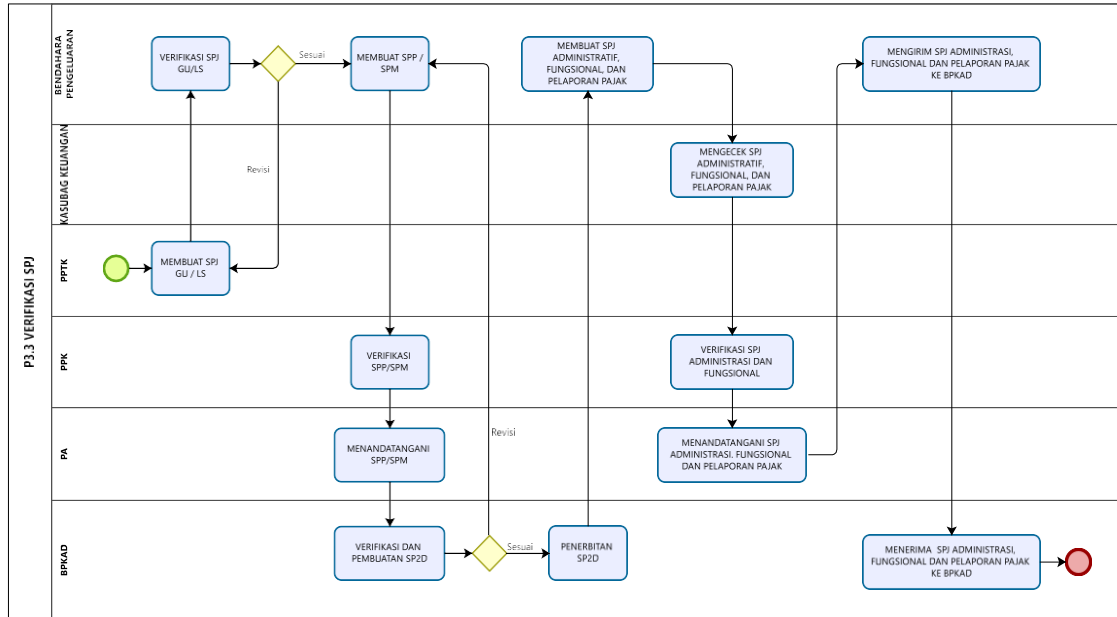 P3.3 VERIFIKASI SPJ
BENDAHARA
PENGELUARAN
VERIFIKASI SPJ
GU/LS
Sesuai
MEMBUAT SPP /
SPM
MEMBUAT SPJ
ADMINISTRATIF,
FUNGSIONAL, DAN
PELAPORAN PAJAK
MENGIRIM SPJ ADMINISTRASI,
FUNGSIONAL DAN PELAPORAN PAJAK
KE BPKAD
KASUBAG KEUANGAN
Revisi
MENGECEK SPJ
ADMINISTRATIF,
FUNGSIONAL, DAN
PELAPORAN PAJAK
PPTK
MEMBUAT SPJ
GU / LS
PPK
VERIFIKASI
SPP/SPM
VERIFIKASI SPJ
ADMINISTRASI DAN
FUNGSIONAL
PA
MENANDATANGANI
SPP/SPM
Revisi
MENANDATANGANI SPJ
ADMINISTRASI. FUNGSIONAL
DAN PELAPORAN PAJAK
BPKAD
VERIFIKASI DAN
PEMBUATAN SP2D
Sesuai
PENERBITAN
SP2D
MENERIMA SPJ ADMINISTRASI,
FUNGSIONAL DAN PELAPORAN PAJAK
KE BPKAD